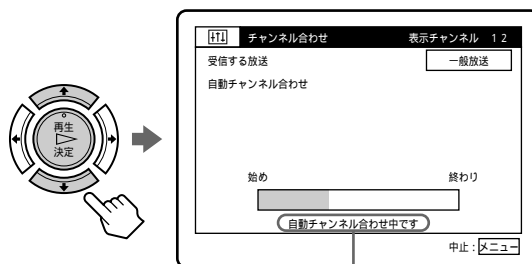 チャンネル合わせ 表示チャンネル 12
受信する放送 一般放送
自動チャンネル合わせ
再生
決定
始め 終わり
自動チャンネル合わせ中です
中止:メニュー